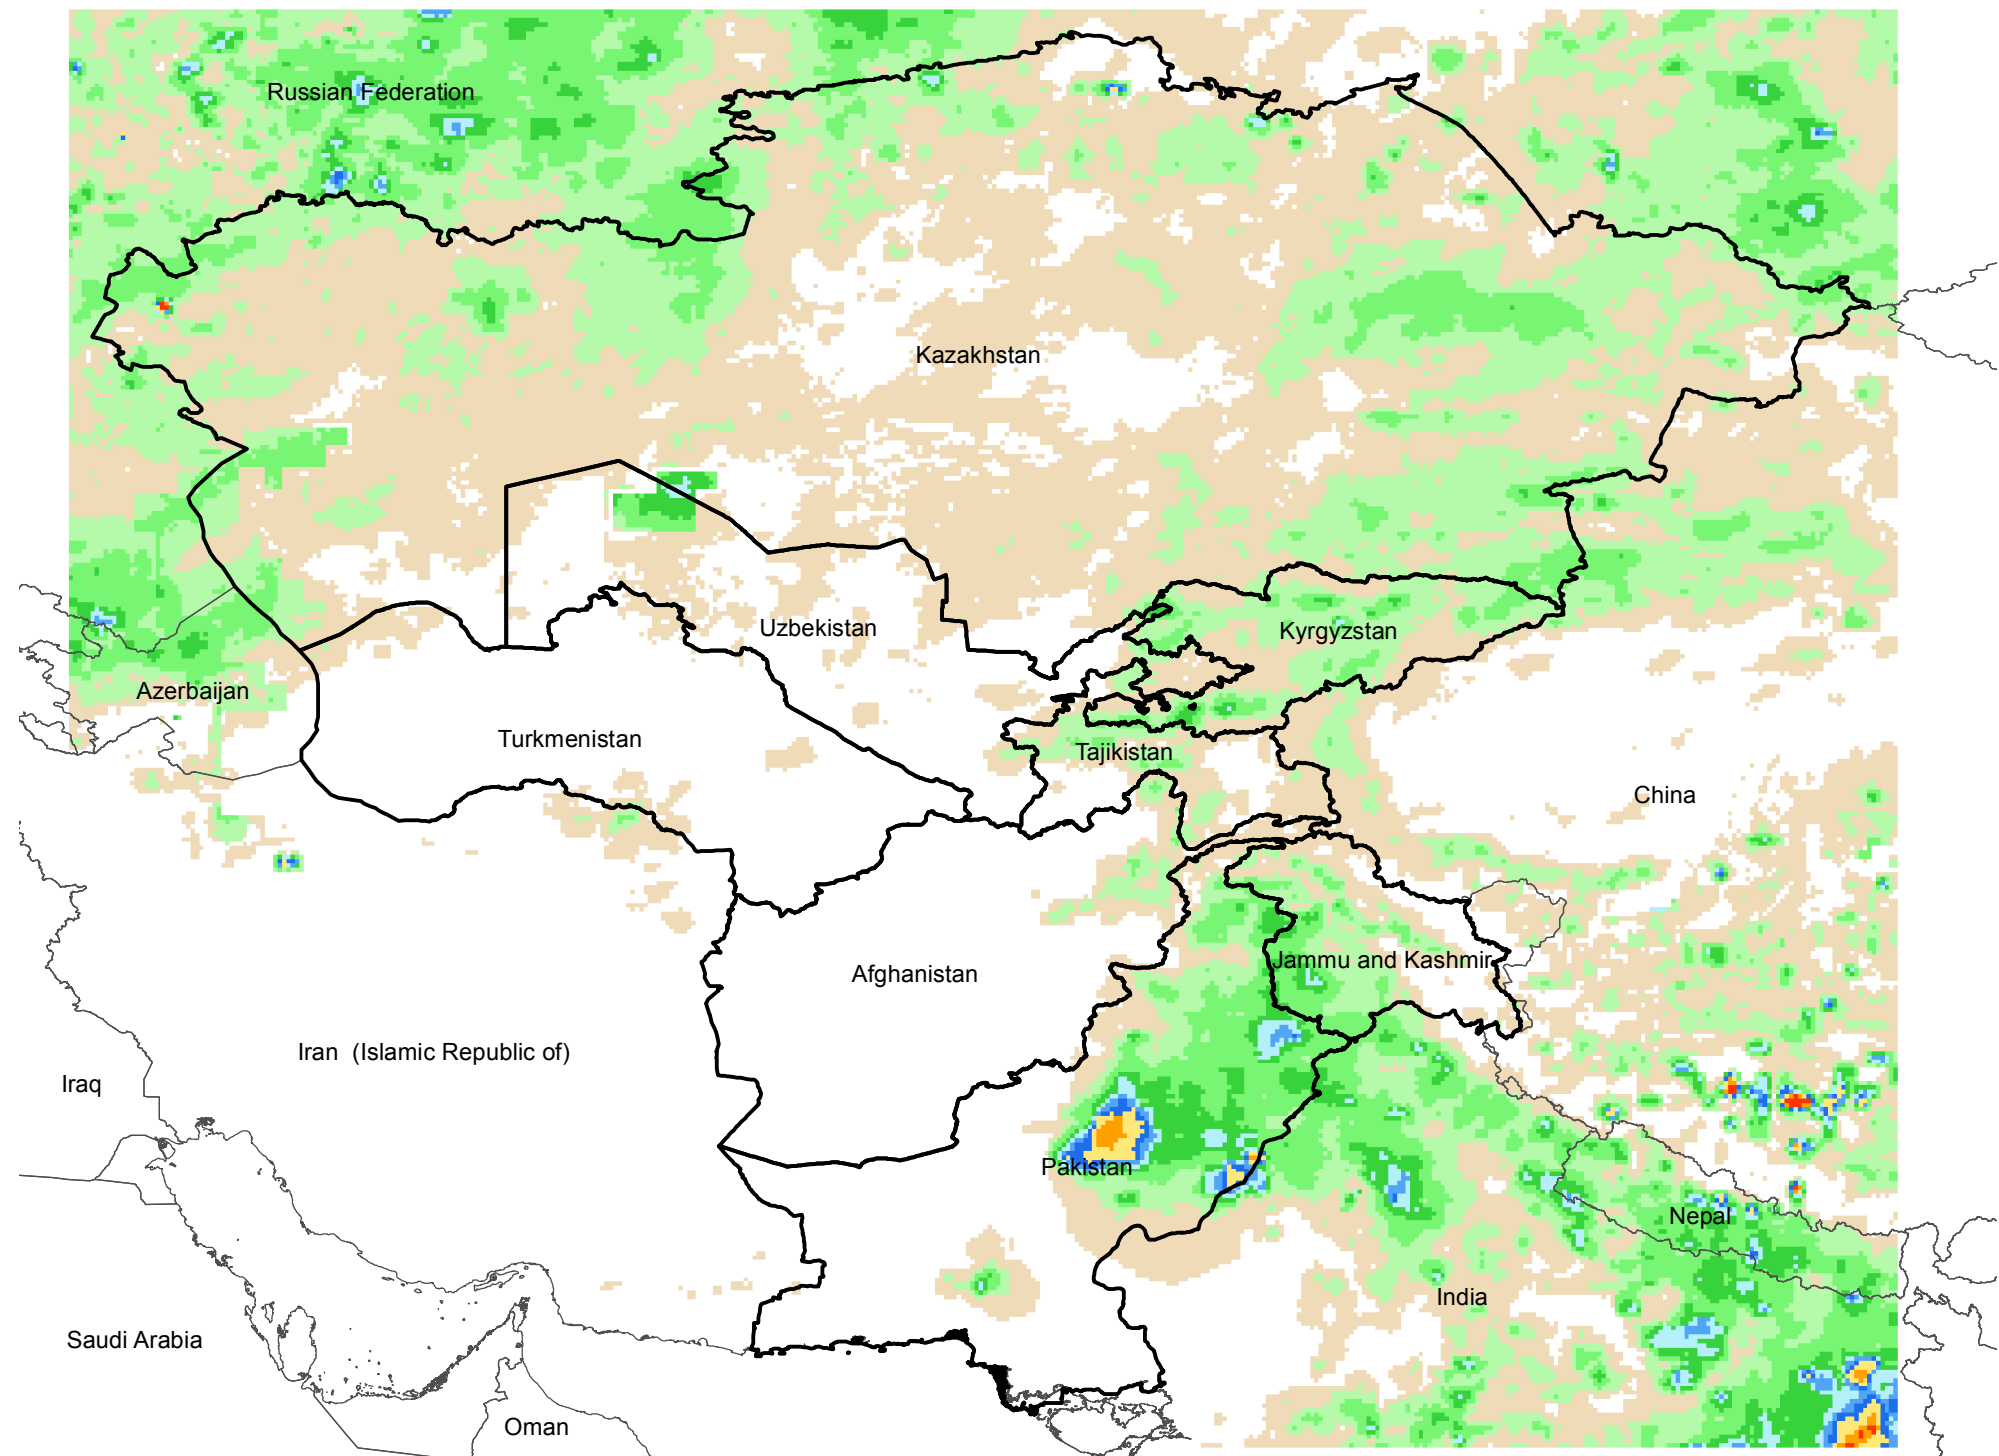 Russian Federation
Kazakhstan
Uzbekistan
Kyrgyzstan
Azerbaijan
Turkmenistan
Tajikistan
China
Jammu and Kashmir
Afghanistan
Iran  (Islamic Republic of)
Iraq
Pakistan
Nepal
India
Saudi Arabia
Oman